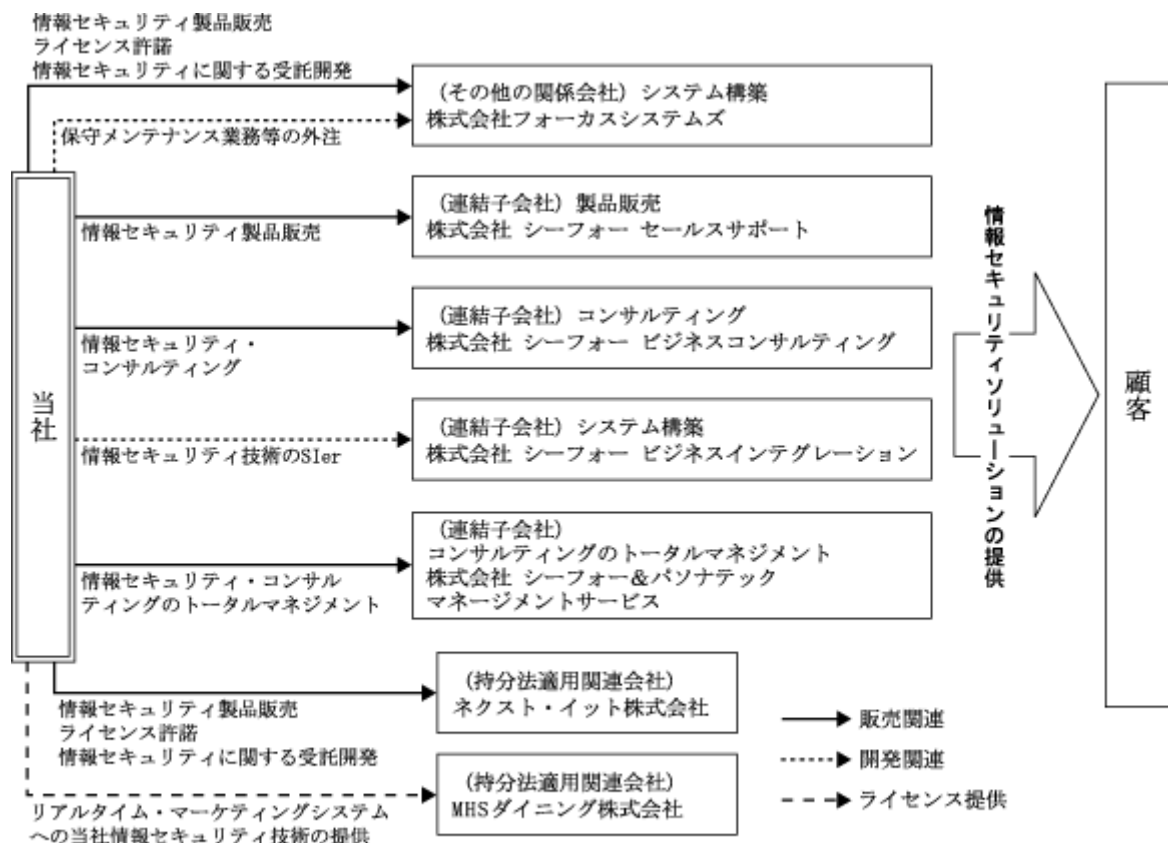 情報セキュリティ製品販売
ライセンス許諾
情報セキュリティに関する受託開発
(その他の関係会社) システム構築
株式会社フォーカスシステムズ
保守メンテナンス業務等の外注
(連結子会社) 製品販売
株式会社 シーフォー セールスサポート
情報セキュリティ製品販売
(連結子会社) コンサルティング
株式会社 シーフォー ビジネスコンサルティング
情報セキュリティ・
コンサルティング
当社
(連結子会社) システム構築
株式会社 シーフォー ビジネスインテグレーション
情報セキュリティ技術のSIer
(連結子会社)
コンサルティングのトータルマネジメント
株式会社 シーフォー&パソナテック
マネージメントサービス
情報セキュリティ・コンサル
ティングのトータルマネジメント
情報セキュリティソリューションの提供
顧客
(持分法適用関連会社)
ネクスト・イット株式会社
情報セキュリティ製品販売
ライセンス許諾
情報セキュリティに関する受託開発
(持分法適用関連会社)
MHSダイニング株式会社
リアルタイム・マーケティングシステム
への当社情報セキュリティ技術の提供
販売関連
開発関連
ライセンス提供